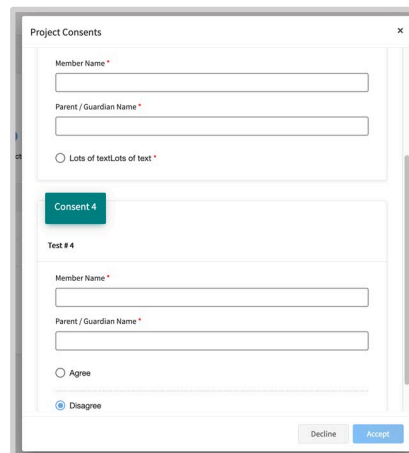 Project Consents
×
Member Name *
Parent / Guardian Name *
Lots of textLots of text *
Consent 4
Test # 4
Member Name *
Parent / Guardian Name *
Agree
Disagree
Decline
Accept